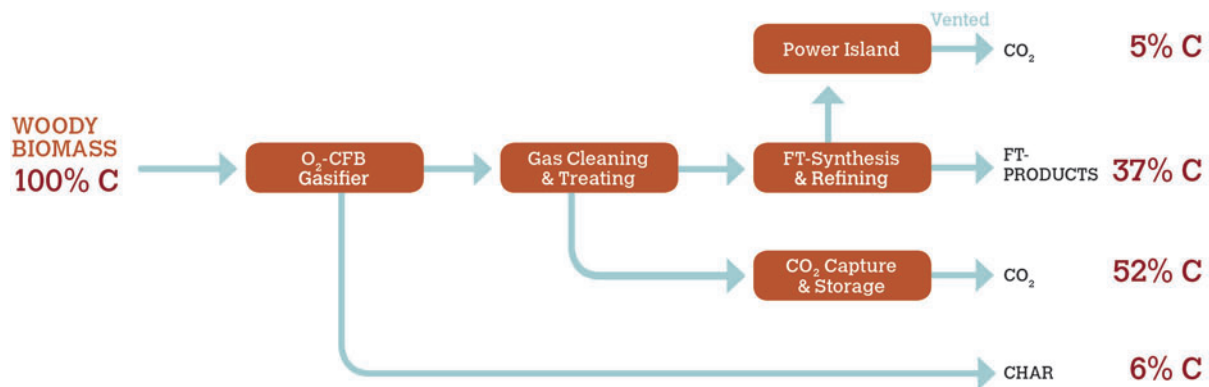 Vented
Power Island
CO₂
5% C
WOODY
BIOMASS
100% C
O₂-CFB
Gasifier
Gas Cleaning
& Treating
FT-Synthesis
& Refining
FT-
PRODUCTS
37% C
CO₂ Capture
& Storage
CO₂
52% C
CHAR
6% C